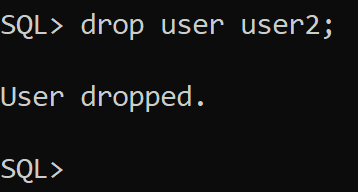 SQL> drop user user2;
User dropped.
SQL>